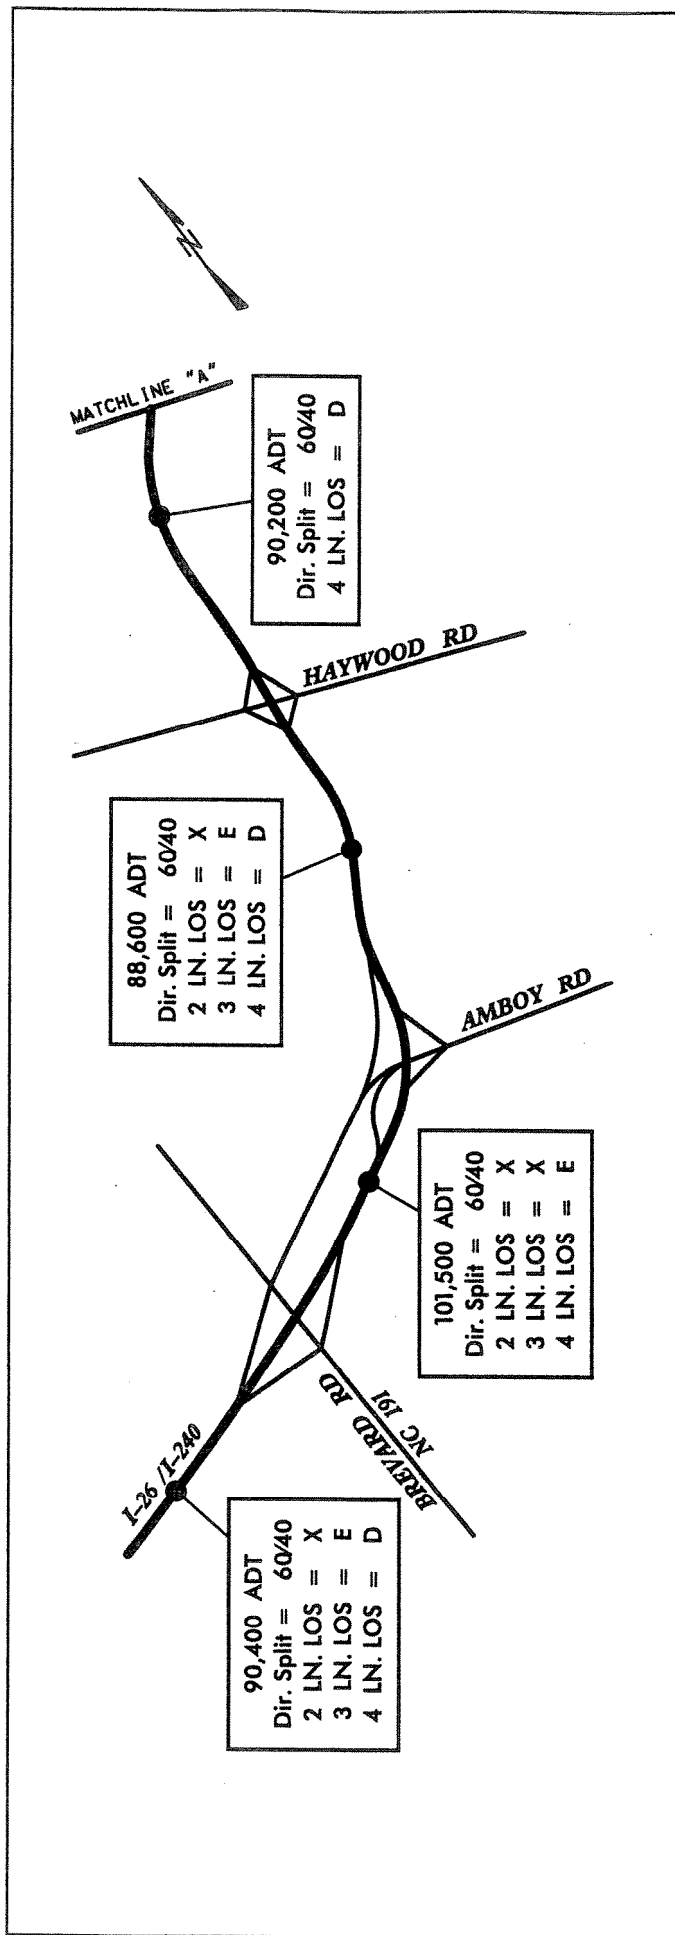 I-26 /I-240
90,400 ADT
Dir. Split = 60/40
2 LN. LOS = X
3 LN. LOS = E
4 LN. LOS = D
BREVARD RD
NC 191
101,500 ADT
Dir. Split = 60/40
2 LN. LOS = X
3 LN. LOS = X
4 LN. LOS = E
AMBOY RD
88,600 ADT
Dir. Split = 60/40
2 LN. LOS = X
3 LN. LOS = E
4 LN. LOS = D
HAYWOOD RD
90,200 ADT
Dir. Split = 60/40
4 LN. LOS = D
MATCHLINE "A"
N